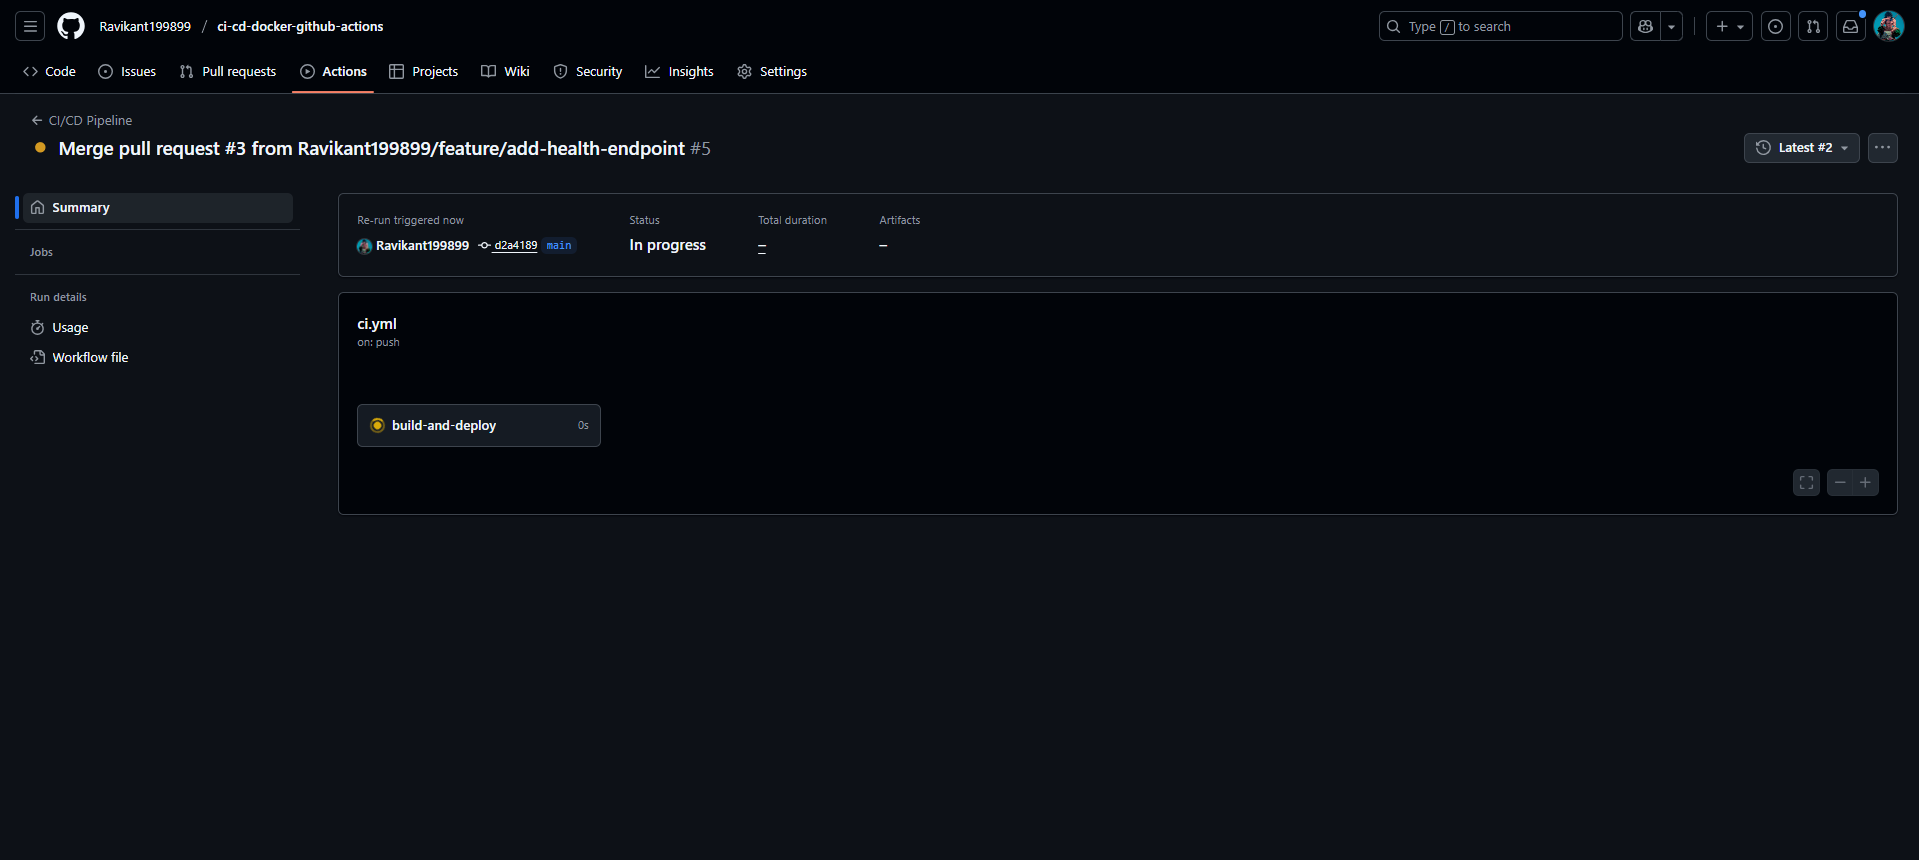 Ravikant199899 / ci-cd-docker-github-actions
Type / to search
Code Issues Pull requests Actions Projects Wiki Security Insights Settings
CI/CD Pipeline
Merge pull request #3 from Ravikant199899/feature/add-health-endpoint #5
Latest #2
Summary
Jobs
Run details
Usage
Workflow file
Re-run triggered now
Ravikant199899 d2a4189 main
Status
In progress
Total duration
–
Artifacts
–
ci.yml
on: push
build-and-deploy 0s